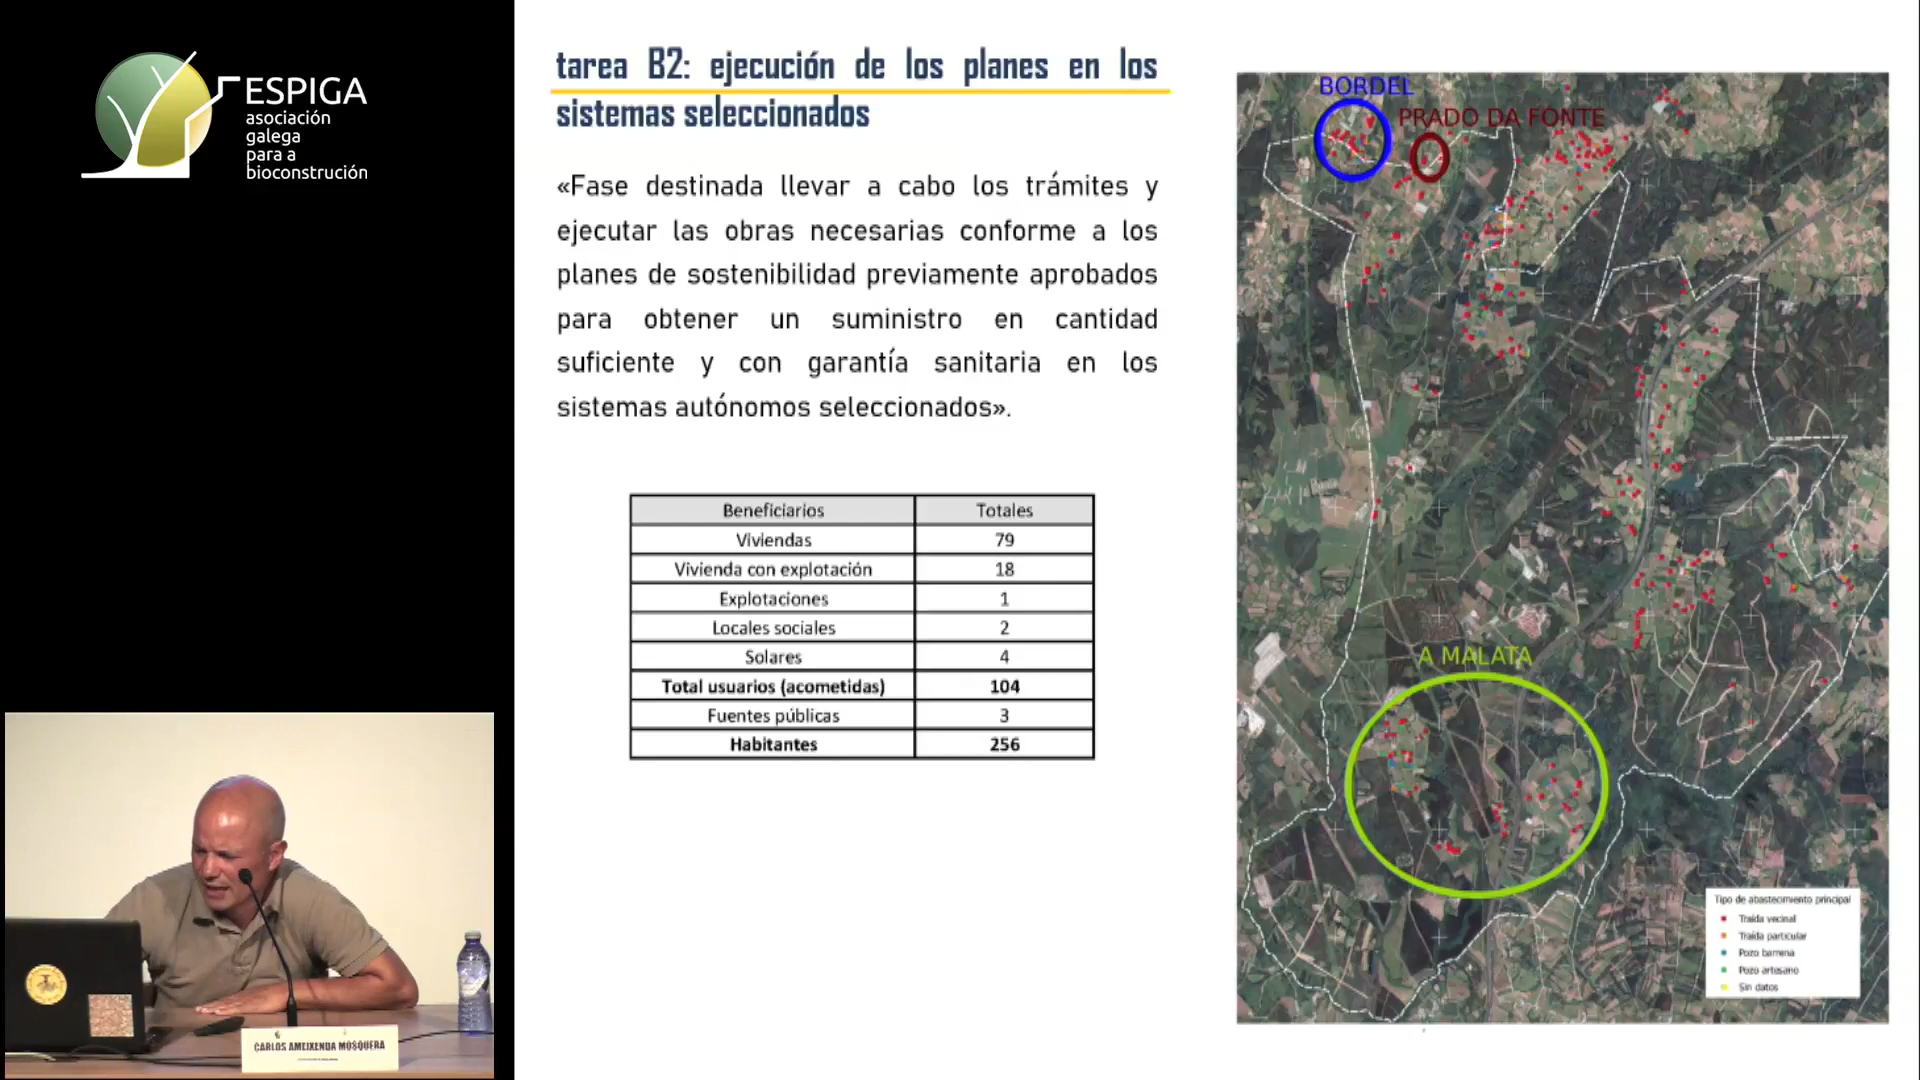 ESPIGA
asociación
galega
para a
bioconstrución
tarea B2: ejecución de los planes en los
sistemas seleccionados
«Fase destinada llevar a cabo los trámites y
ejecutar las obras necesarias conforme a los
planes de sostenibilidad previamente aprobados
para obtener un suministro en cantidad
suficiente y con garantía sanitaria en los
sistemas autónomos seleccionados».
Beneficiarios Totales
Viviendas 79
Vivienda con explotación 18
Explotaciones 1
Locales sociales 2
Solares 4
Total usuarios (acometidas) 104
Fuentes públicas 3
Habitantes 256
BORDEL
PRADO DA FONTE
A MALATA
Tipo de abastecimiento principal
Traída vecinal
Traída particular
Pozo barrena
Pozo artesano
Sin datos
CARLOS AMEIXENDA MOSQUERA